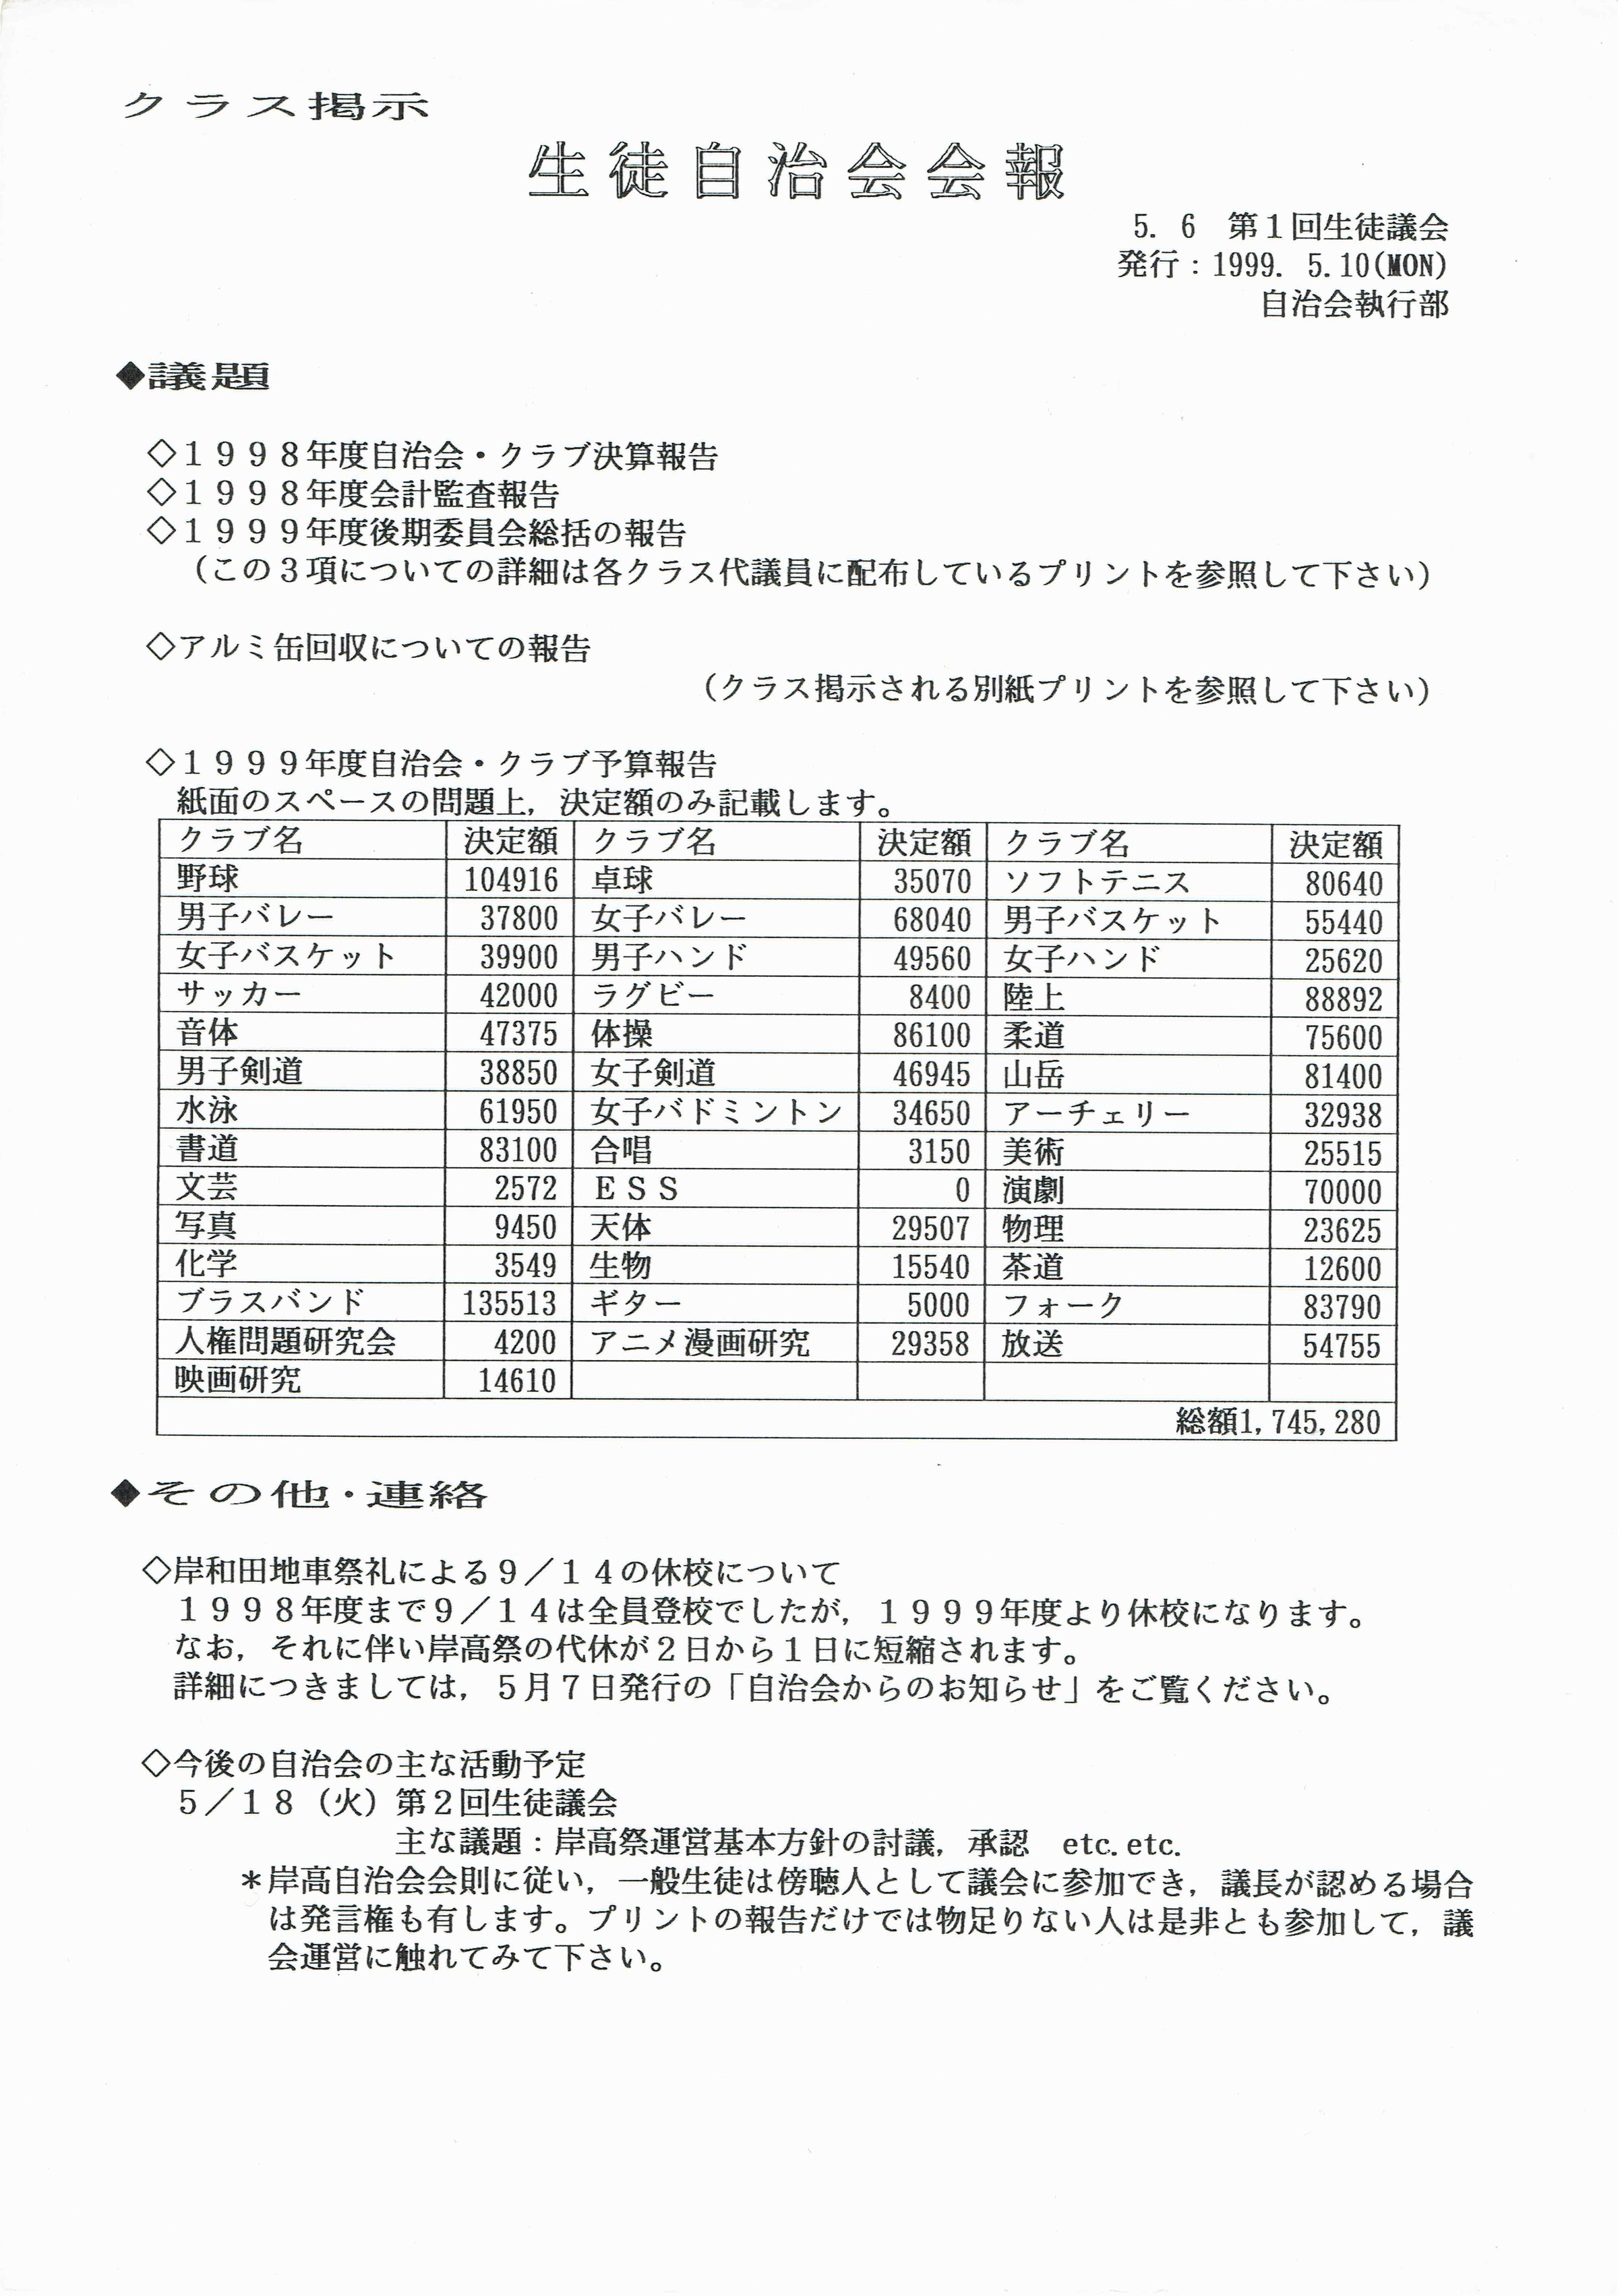 クラス掲示
生徒自治会会報
5. 6　第１回生徒議会
発行：1999. 5.10(MON)
自治会執行部
◆議題
◇１９９８年度自治会・クラブ決算報告
◇１９９８年度会計監査報告
◇１９９９年度後期委員会総括の報告
（この３項についての詳細は各クラス代議員に配布しているプリントを参照して下さい）
◇アルミ缶回収についての報告
（クラス掲示される別紙プリントを参照して下さい）
◇１９９９年度自治会・クラブ予算報告
紙面のスペースの問題上，決定額のみ記載します。
クラブ名 決定額 クラブ名 決定額 クラブ名 決定額
野球 104916 卓球 35070 ソフトテニス 80640
男子バレー 37800 女子バレー 68040 男子バスケット 55440
女子バスケット 39900 男子ハンド 49560 女子ハンド 25620
サッカー 42000 ラグビー 8400 陸上 88892
音体 47375 体操 86100 柔道 75600
男子剣道 38850 女子剣道 46945 山岳 81400
水泳 61950 女子バドミントン 34650 アーチェリー 32938
書道 83100 合唱 3150 美術 25515
文芸 2572 ＥＳＳ 0 演劇 70000
写真 9450 天体 29507 物理 23625
化学 3549 生物 15540 茶道 12600
ブラスバンド 135513 ギター 5000 フォーク 83790
人権問題研究会 4200 アニメ漫画研究 29358 放送 54755
映画研究 14610
総額1,745,280
◆その他・連絡
◇岸和田地車祭礼による９／１４の休校について
１９９８年度まで９／１４は全員登校でしたが，１９９９年度より休校になります。
なお，それに伴い岸高祭の代休が２日から１日に短縮されます。
詳細につきましては，５月７日発行の「自治会からのお知らせ」をご覧ください。
◇今後の自治会の主な活動予定
５／１８（火）第２回生徒議会
主な議題：岸高祭運営基本方針の討議，承認　etc.etc.
＊岸高自治会会則に従い，一般生徒は傍聴人として議会に参加でき，議長が認める場合
は発言権も有します。プリントの報告だけでは物足りない人は是非とも参加して，議
会運営に触れてみて下さい。